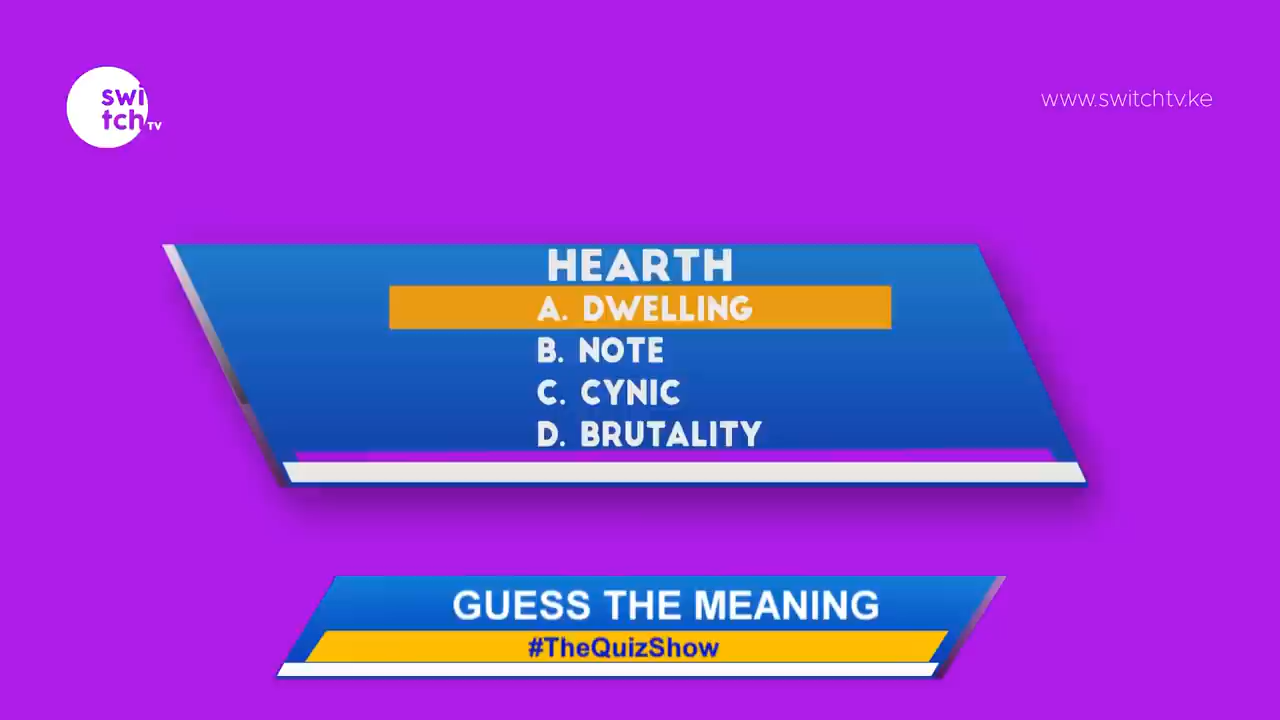 swi
tch TV
www.switchtv.ke
HEARTH
A. DWELLING
B. NOTE
C. CYNIC
D. BRUTALITY
GUESS THE MEANING
#TheQuizShow